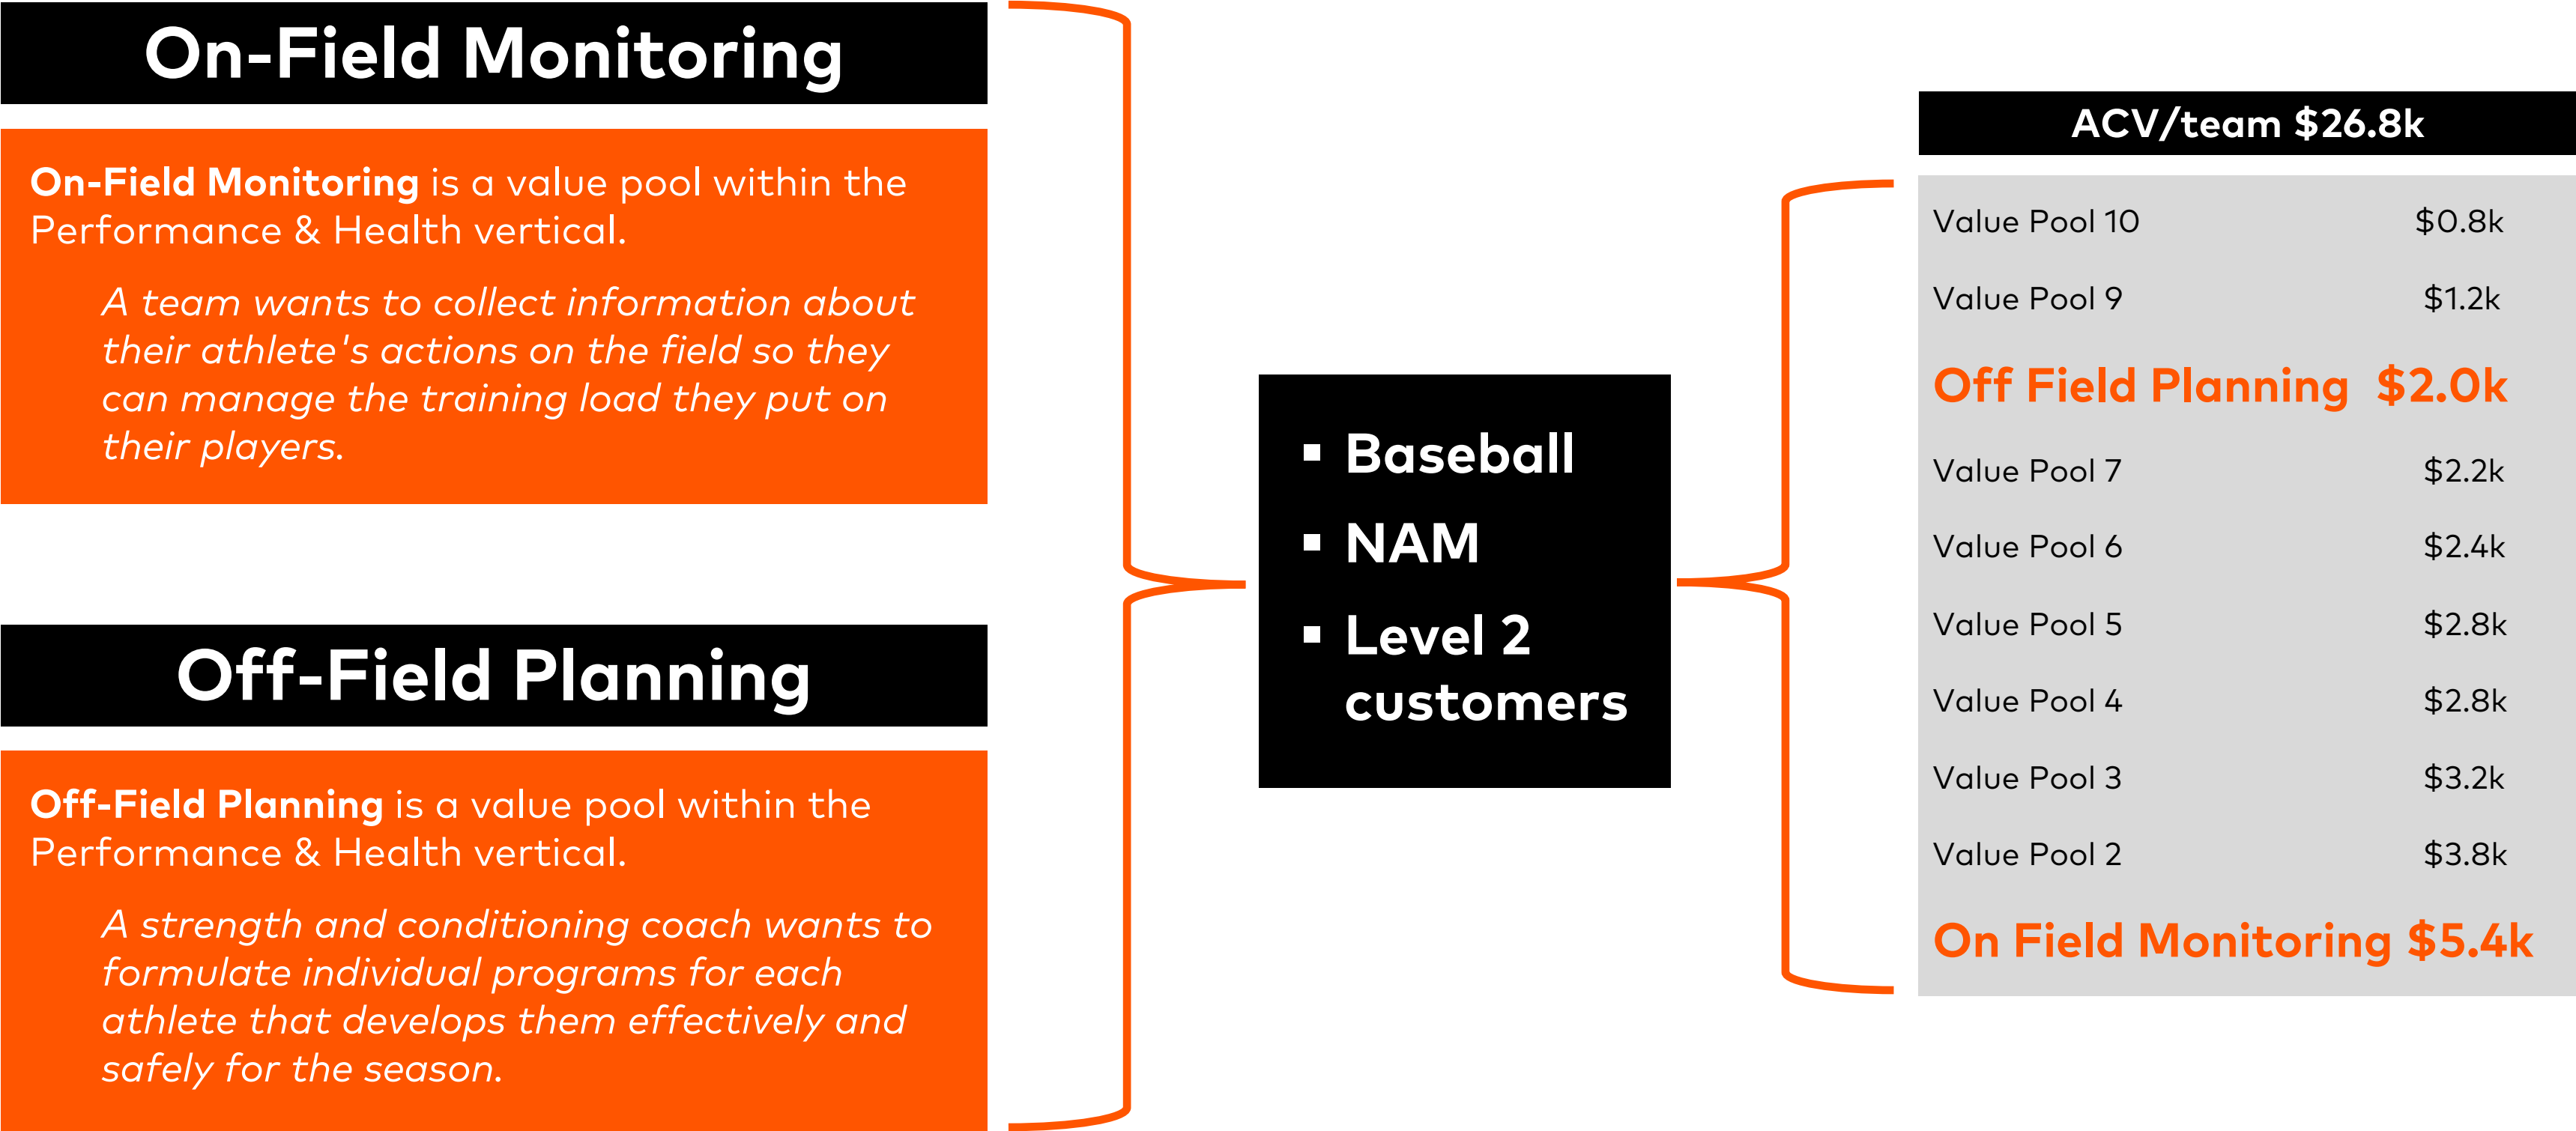 On-Field Monitoring
On-Field Monitoring is a value pool within the
Performance & Health vertical.
A team wants to collect information about
their athlete's actions on the field so they
can manage the training load they put on
their players.
Off-Field Planning
Off-Field Planning is a value pool within the
Performance & Health vertical.
A strength and conditioning coach wants to
formulate individual programs for each
athlete that develops them effectively and
safely for the season.
▪ Baseball
▪ NAM
▪ Level 2
customers
ACV/team $26.8k
Value Pool 10 $0.8k
Value Pool 9 $1.2k
Off Field Planning $2.0k
Value Pool 7 $2.2k
Value Pool 6 $2.4k
Value Pool 5 $2.8k
Value Pool 4 $2.8k
Value Pool 3 $3.2k
Value Pool 2 $3.8k
On Field Monitoring $5.4k